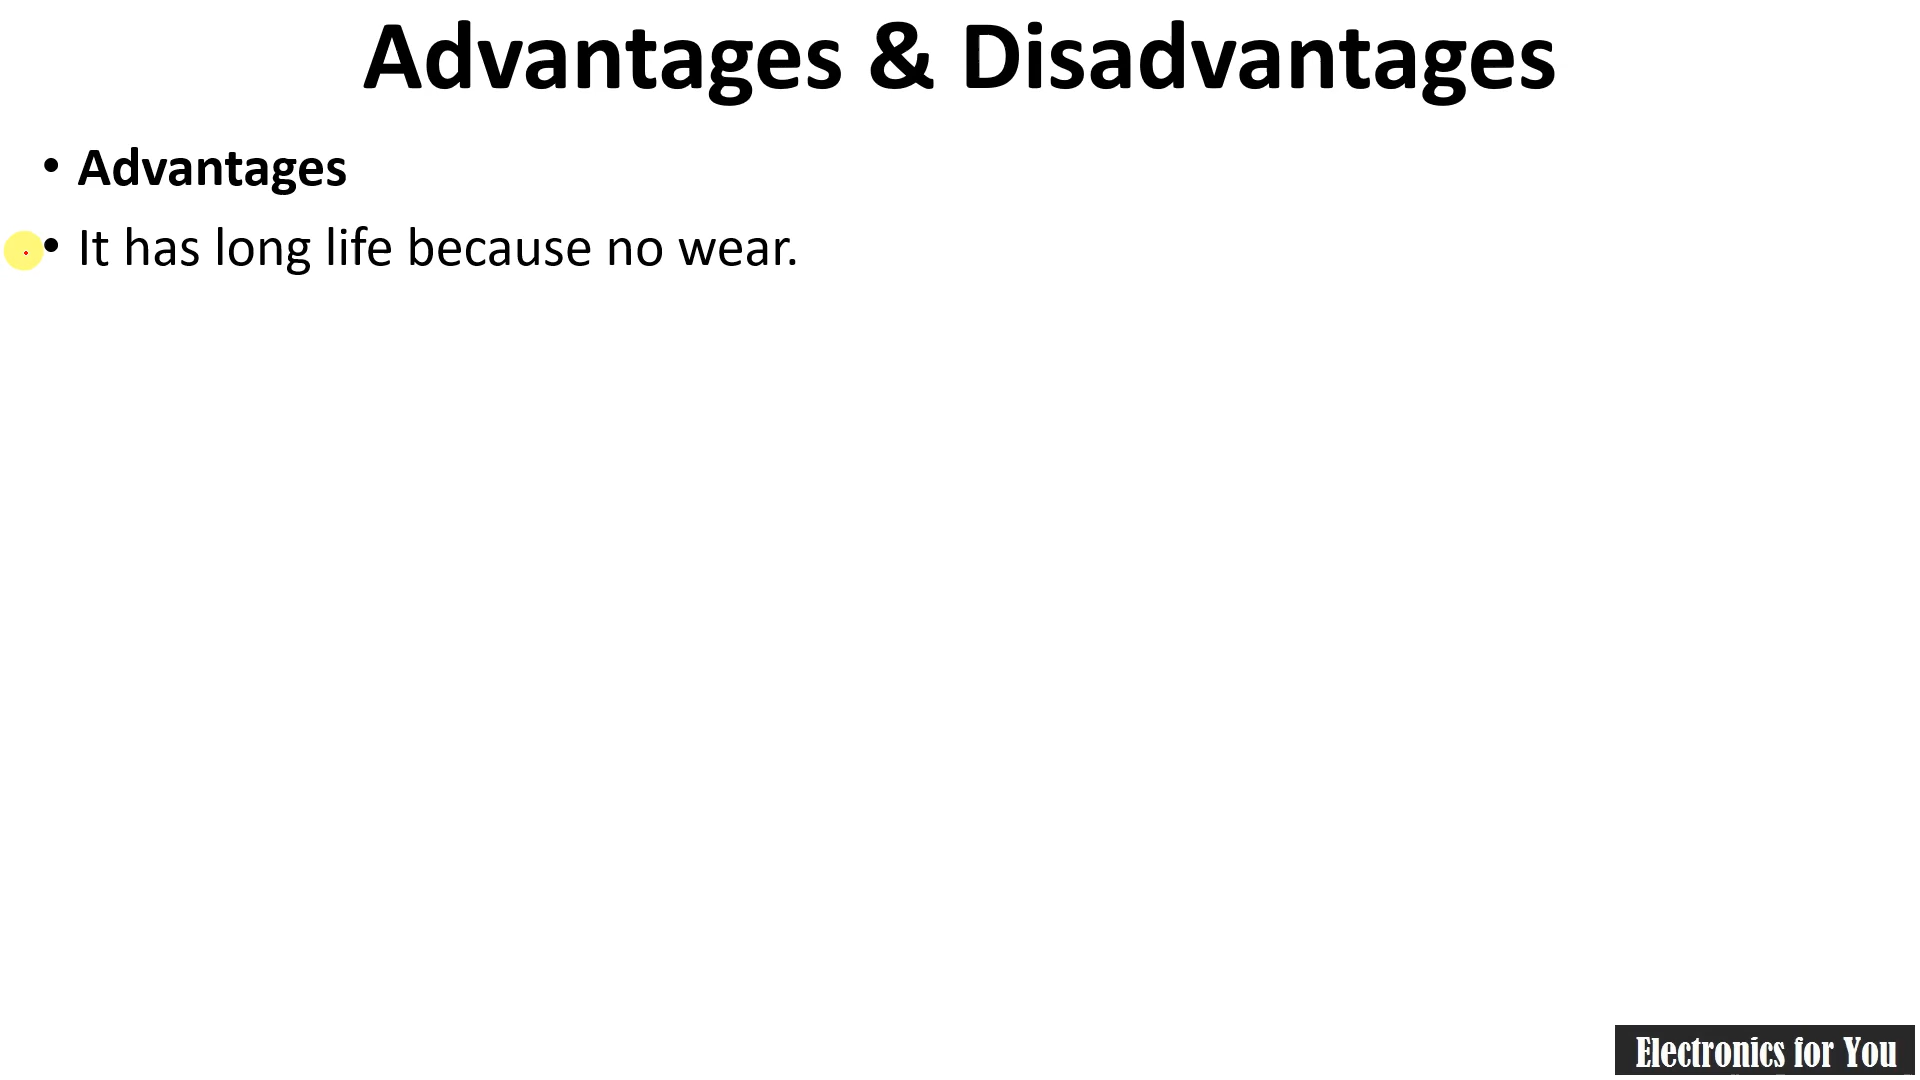 Advantages & Disadvantages
• Advantages
• It has long life because no wear.
Electronics for You